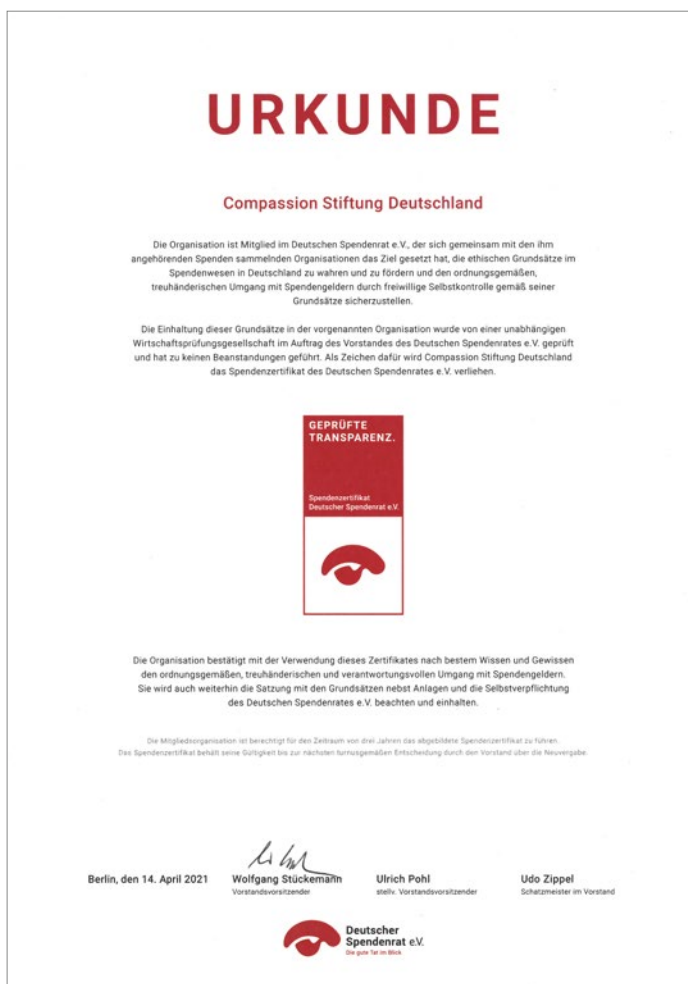 URKUNDE
Compassion Stiftung Deutschland
Die Organisation ist Mitglied im Deutschen Spendenrat e.V., der sich gemeinsam mit den ihm
angehörenden Spenden sammelnden Organisationen das Ziel gesetzt hat, die ethischen Grundsätze im
Spendenwesen in Deutschland zu wahren und zu fördern und den ordnungsgemäßen,
treuhänderischen Umgang mit Spendengeldern durch freiwillige Selbstkontrolle gemäß seiner
Grundsätze sicherzustellen.
Die Einhaltung dieser Grundsätze in der vorgenannten Organisation wurde von einer unabhängigen
Wirtschaftsprüfungsgesellschaft im Auftrag des Vorstandes des Deutschen Spendenrates e.V. geprüft
und hat zu keinen Beanstandungen geführt. Als Zeichen dafür wird Compassion Stiftung Deutschland
das Spendenzertifikat des Deutschen Spendenrates e.V. verliehen.
GEPRÜFTE
TRANSPARENZ.
Spendenzertifikat
Deutscher Spendenrat e.V.
Die Organisation bestätigt mit der Verwendung dieses Zertifikates nach bestem Wissen und Gewissen
den ordnungsgemäßen, treuhänderischen und verantwortungsvollen Umgang mit Spendengeldern.
Sie wird auch weiterhin die Satzung mit den Grundsätzen nebst Anlagen und die Selbstverpflichtung
des Deutschen Spendenrates e.V. beachten und einhalten.
Die Mitgliedsorganisation ist berechtigt für den Zeitraum von drei Jahren das abgebildete Spendenzertifikat zu führen.
Das Spendenzertifikat behält seine Gültigkeit bis zur nächsten turnusgemäßen Entscheidung durch den Vorstand über die Neuvergabe.
Berlin, den 14. April 2021 Wolfgang Stückemann Ulrich Pohl Udo Zippel
Vorstandsvorsitzender stellv. Vorstandsvorsitzender Schatzmeister im Vorstand
Deutscher
Spendenrat e.V.
Die gute Tat im Blick